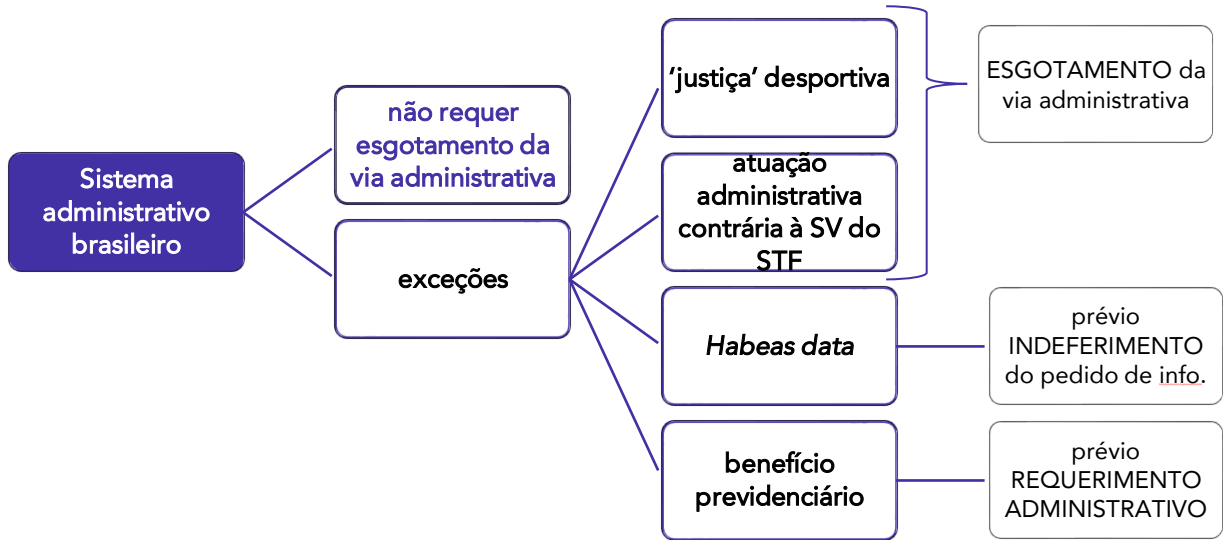 Sistema
administrativo
brasileiro
não requer
esgotamento da
via administrativa
exceções
‘justiça’ desportiva
atuação
administrativa
contrária à SV do
STF
Habeas data
benefício
previdenciário
ESGOTAMENTO da
via administrativa
prévio
INDEFERIMENTO
do pedido de info.
prévio
REQUERIMENTO
ADMINISTRATIVO